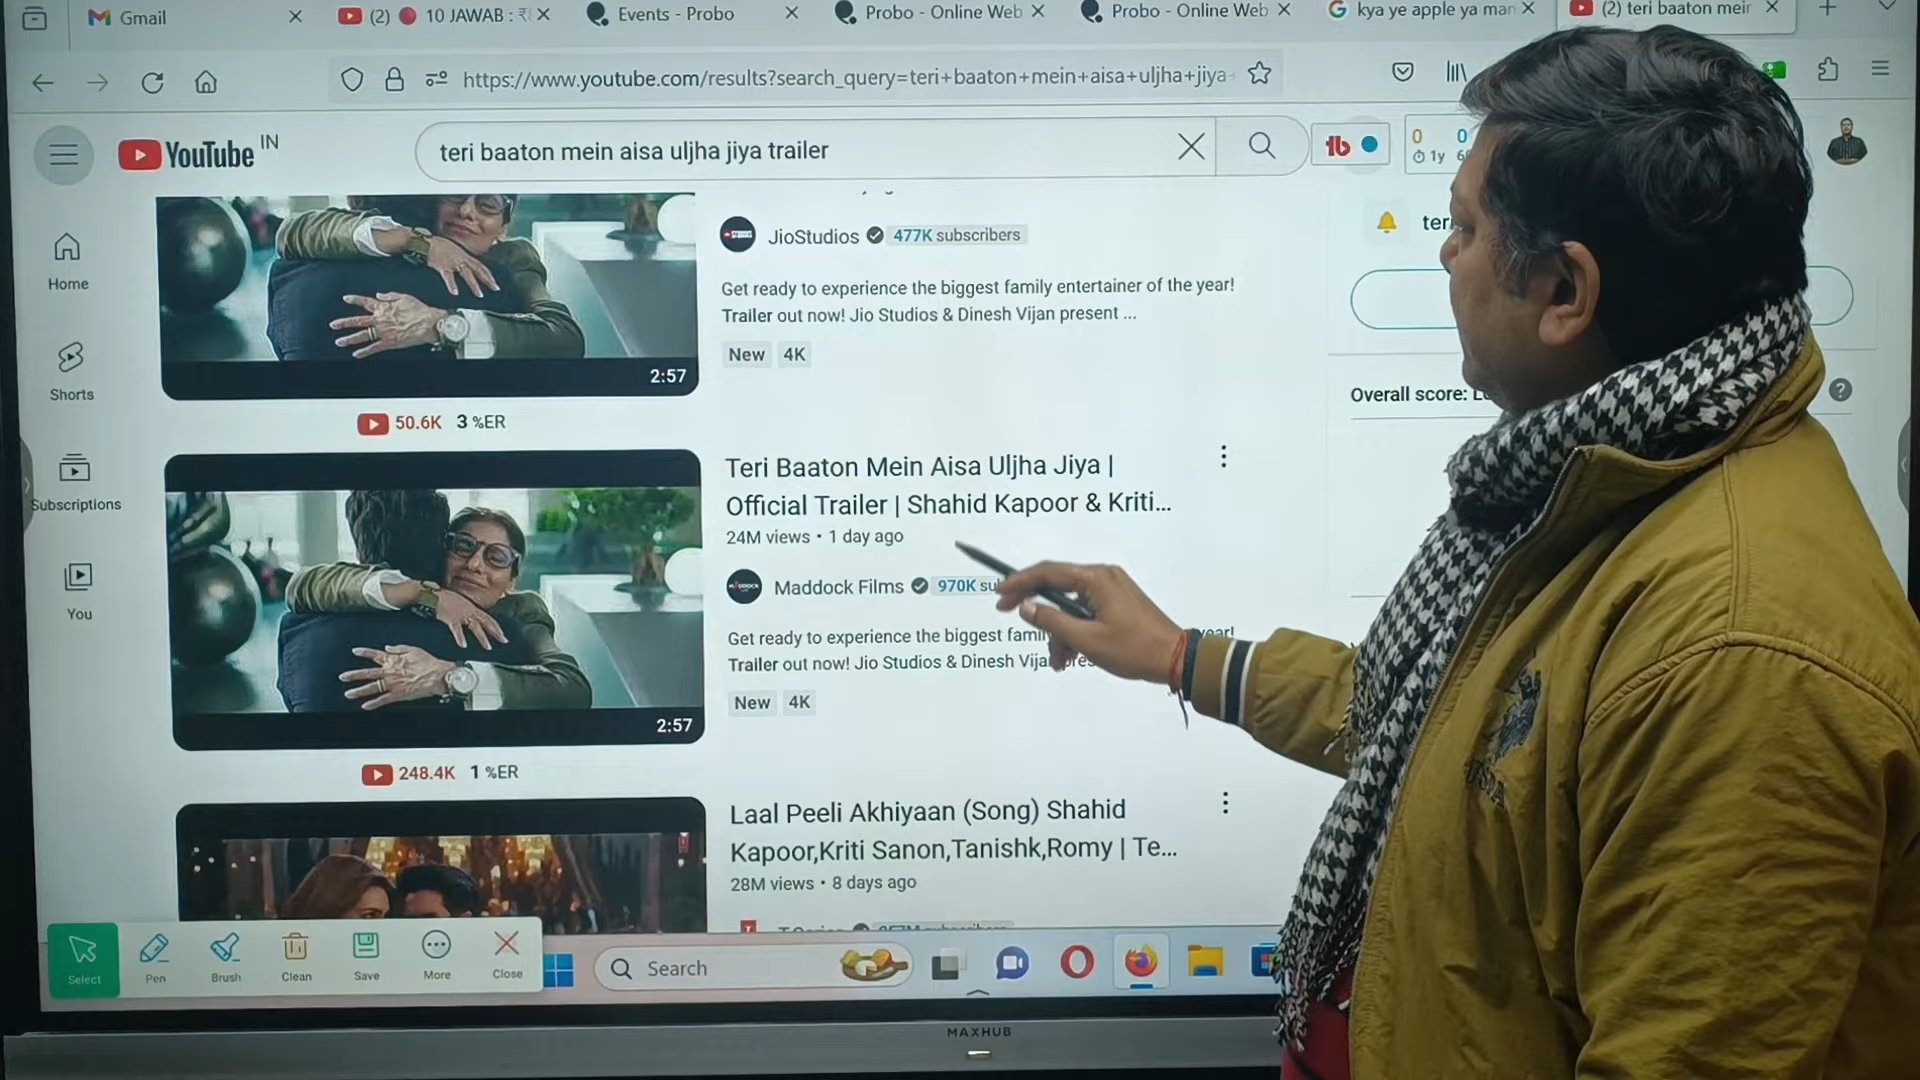 Gmail
(2) 🔴 10 JAWAB : ₹
Events - Probo
Probo - Online Web
Probo - Online Web
kya ye apple ya man
(2) teri baaton mein
https://www.youtube.com/results?search_query=teri+baaton+mein+aisa+uljha+jiya
YouTube IN
teri baaton mein aisa uljha jiya trailer
tb
0 0
1y
Home
Shorts
Subscriptions
You
JioStudios 477K subscribers
Get ready to experience the biggest family entertainer of the year!
Trailer out now! Jio Studios & Dinesh Vijan present ...
New 4K
2:57
50.6K 3 %ER
Teri Baaton Mein Aisa Uljha Jiya |
Official Trailer | Shahid Kapoor & Kriti...
24M views • 1 day ago
Maddock Films 970K
Get ready to experience the biggest year!
Trailer out now! Jio Studios & Dinesh
New 4K
2:57
248.4K 1 %ER
Laal Peeli Akhiyaan (Song) Shahid
Kapoor,Kriti Sanon,Tanishk,Romy | Te...
28M views • 8 days ago
Overall score:
Select
Pen
Brush
Clean
Save
More
Close
Search
MAXHUB